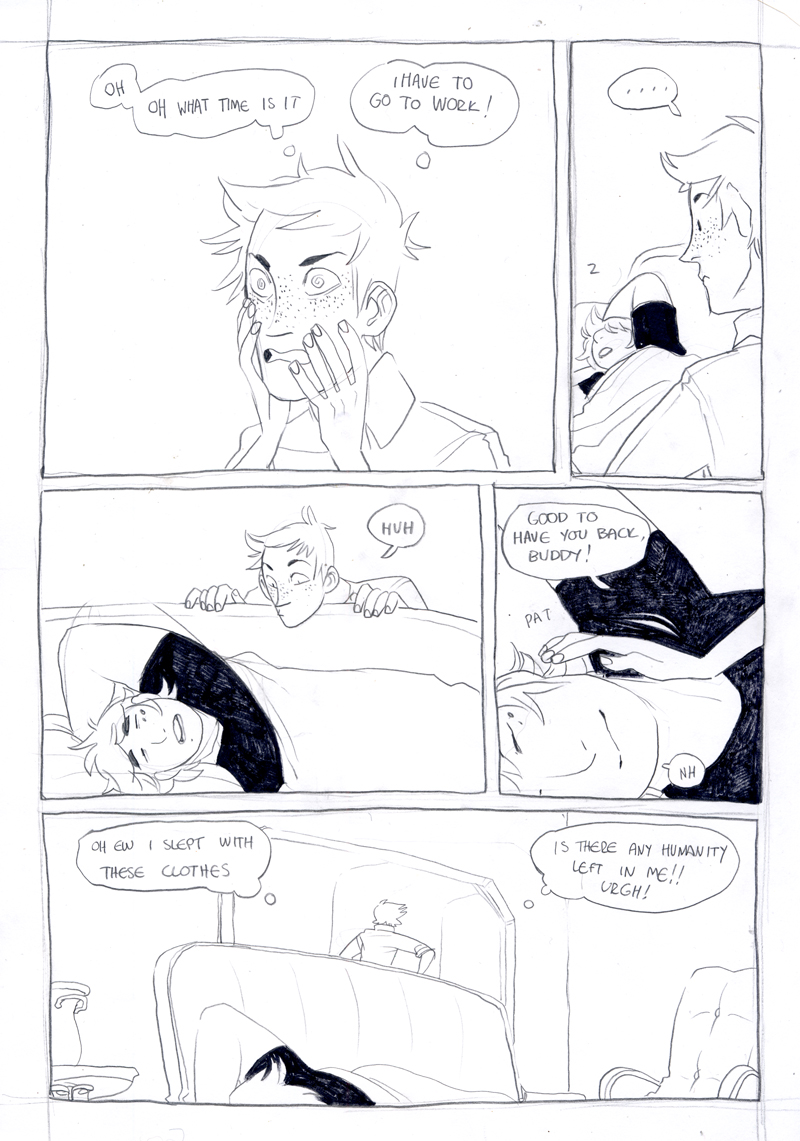 OH
OH WHAT TIME IS IT
I HAVE TO
GO TO WORK!
....
Z
HUH
GOOD TO
HAVE YOU BACK,
BUDDY!
PAT
NH
OH EW I SLEPT WITH
THESE CLOTHES
IS THERE ANY HUMANITY
LEFT IN ME!!
URGH!